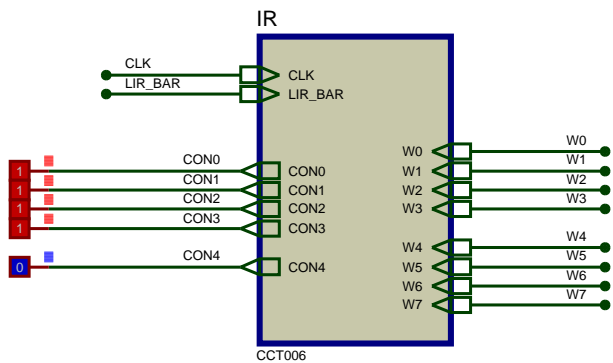 IR
CLK
CLK
LIR_BAR
LIR_BAR
W0
W0
W1
1 CON0 CON0
W1
W2
1 CON1 CON1
W2
W3
1 CON2 CON2
W3
1 CON3 CON3
W4
W4
W5
0 CON4 CON4
W5
W6
W6
W7
W7
CCT006